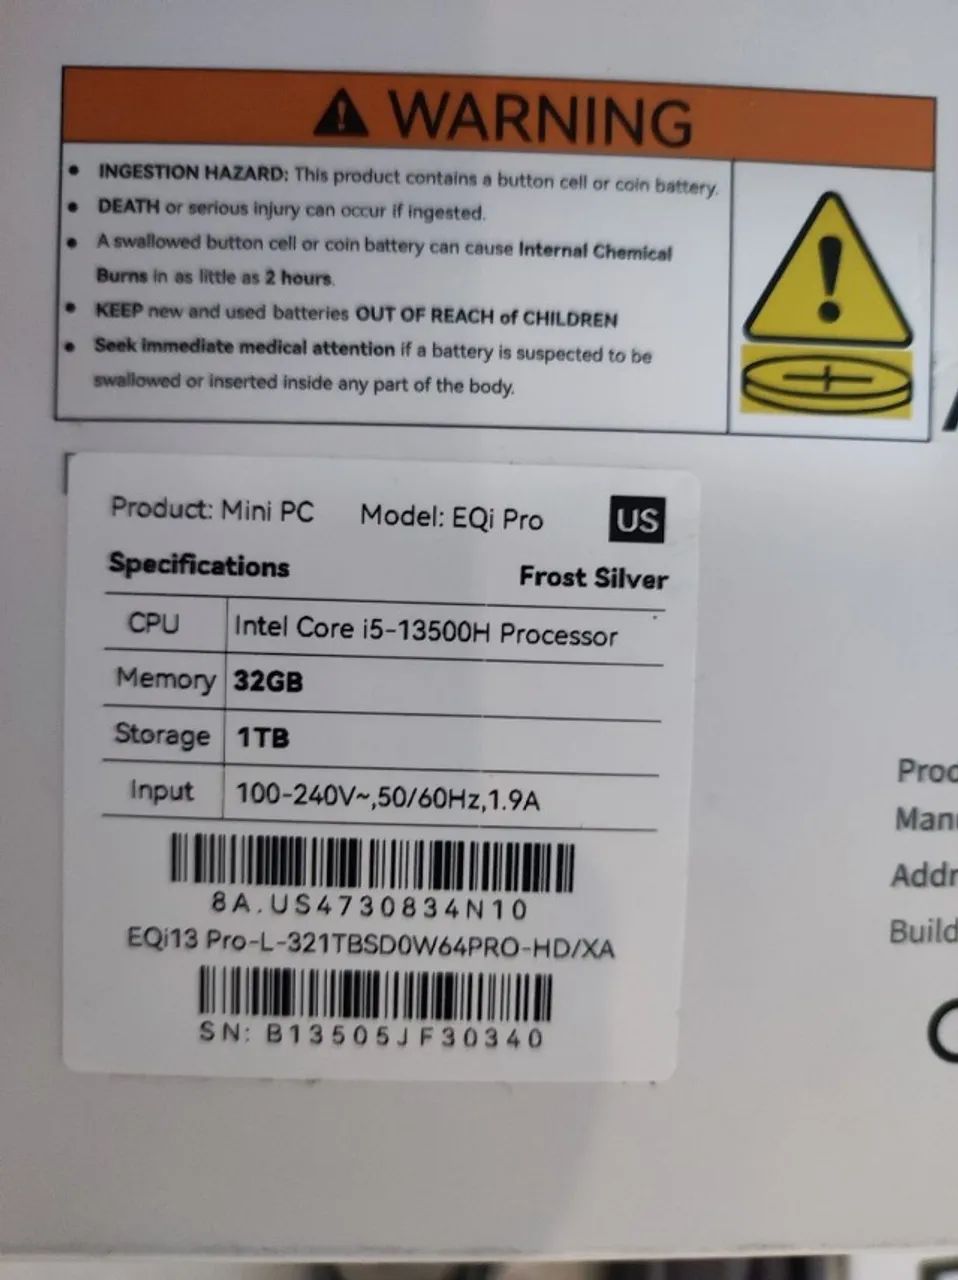 WARNING
INGESTION HAZARD: This product contains a button cell or coin battery.
DEATH or serious injury can occur if ingested.
A swallowed button cell or coin battery can cause Internal Chemical
Burns in as little as 2 hours.
KEEP new and used batteries OUT OF REACH of CHILDREN
Seek immediate medical attention if a battery is suspected to be
swallowed or inserted inside any part of the body.
Product: Mini PC Model: EQi Pro US
Specifications Frost Silver
CPU Intel Core i5-13500H Processor
Memory 32GB
Storage 1TB
Input 100-240V~,50/60Hz,1.9A
8A.US4730834N10
EQi13 Pro-L-321TBSD0W64PRO-HD/XA
SN: B13505JF30340